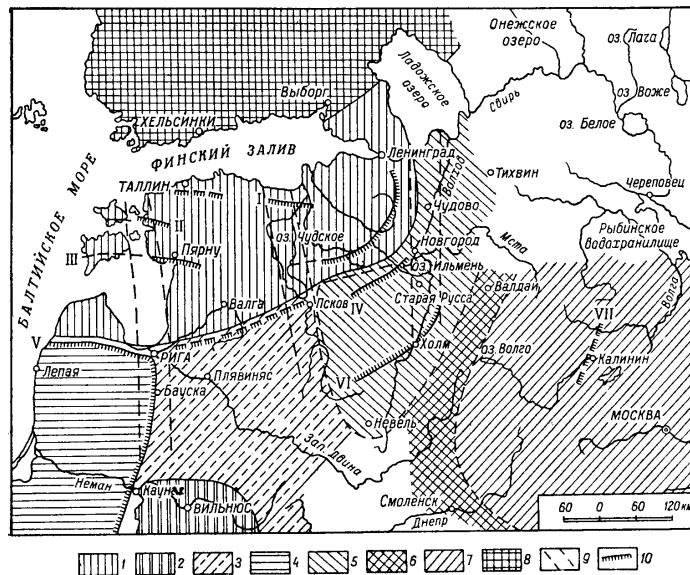 Онежское
озеро
оз. Лача
Ладожское
озеро
Выборг
Свирь
оз. Воже
ХЕЛЬСИНКИ
оз. Белое
ФИНСКИЙ ЗАЛИВ
Ленинград
Тихвин
Череповец
ТАЛЛИН
I
Волхов
Чудово
Рыбинское
водохранилище
БАЛТИЙСКОЕ МОРЕ
II
оз. Чудское
Новгород
Мста
III
Пярну
оз. Ильмень
Волга
Валга
Псков
IV
Старая Русса
Валдай
VII
V
РИГА
Холм
оз. Волго
Калинин
Лепая
Плявиняс
VI
Бауска
Невель
МОСКВА
Зап. Двина
Неман
Каунас
ВИЛЬНЮС
Смоленск
Днепр
60 0 60 120 км
1 2 3 4 5 6 7 8 9 10